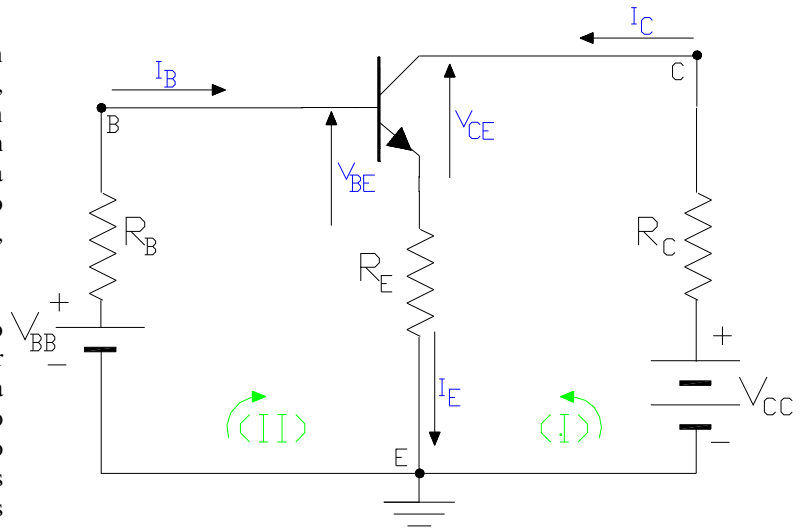 I_C
C
I_B
B
V_CE
V_BE
R_B
R_E
R_C
+
V_BB
−
+
V_CC
−
I_E
(II)
(I)
E